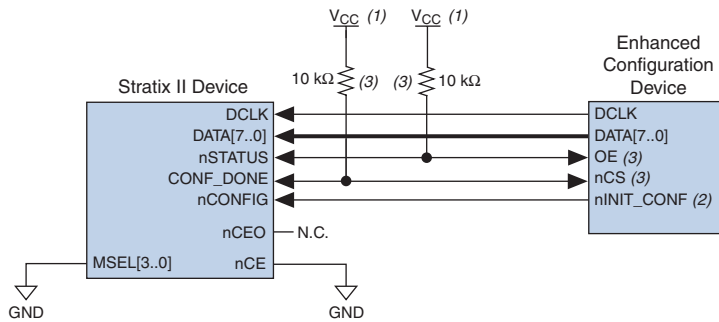 VCC (1)
VCC (1)
Enhanced
Configuration
Device
Stratix II Device
10 kΩ
(3)
(3)
10 kΩ
DCLK
DCLK
DATA[7..0]
DATA[7..0]
nSTATUS
OE (3)
CONF_DONE
nCS (3)
nCONFIG
nINIT_CONF (2)
nCEO
N.C.
MSEL[3..0]
nCE
GND
GND